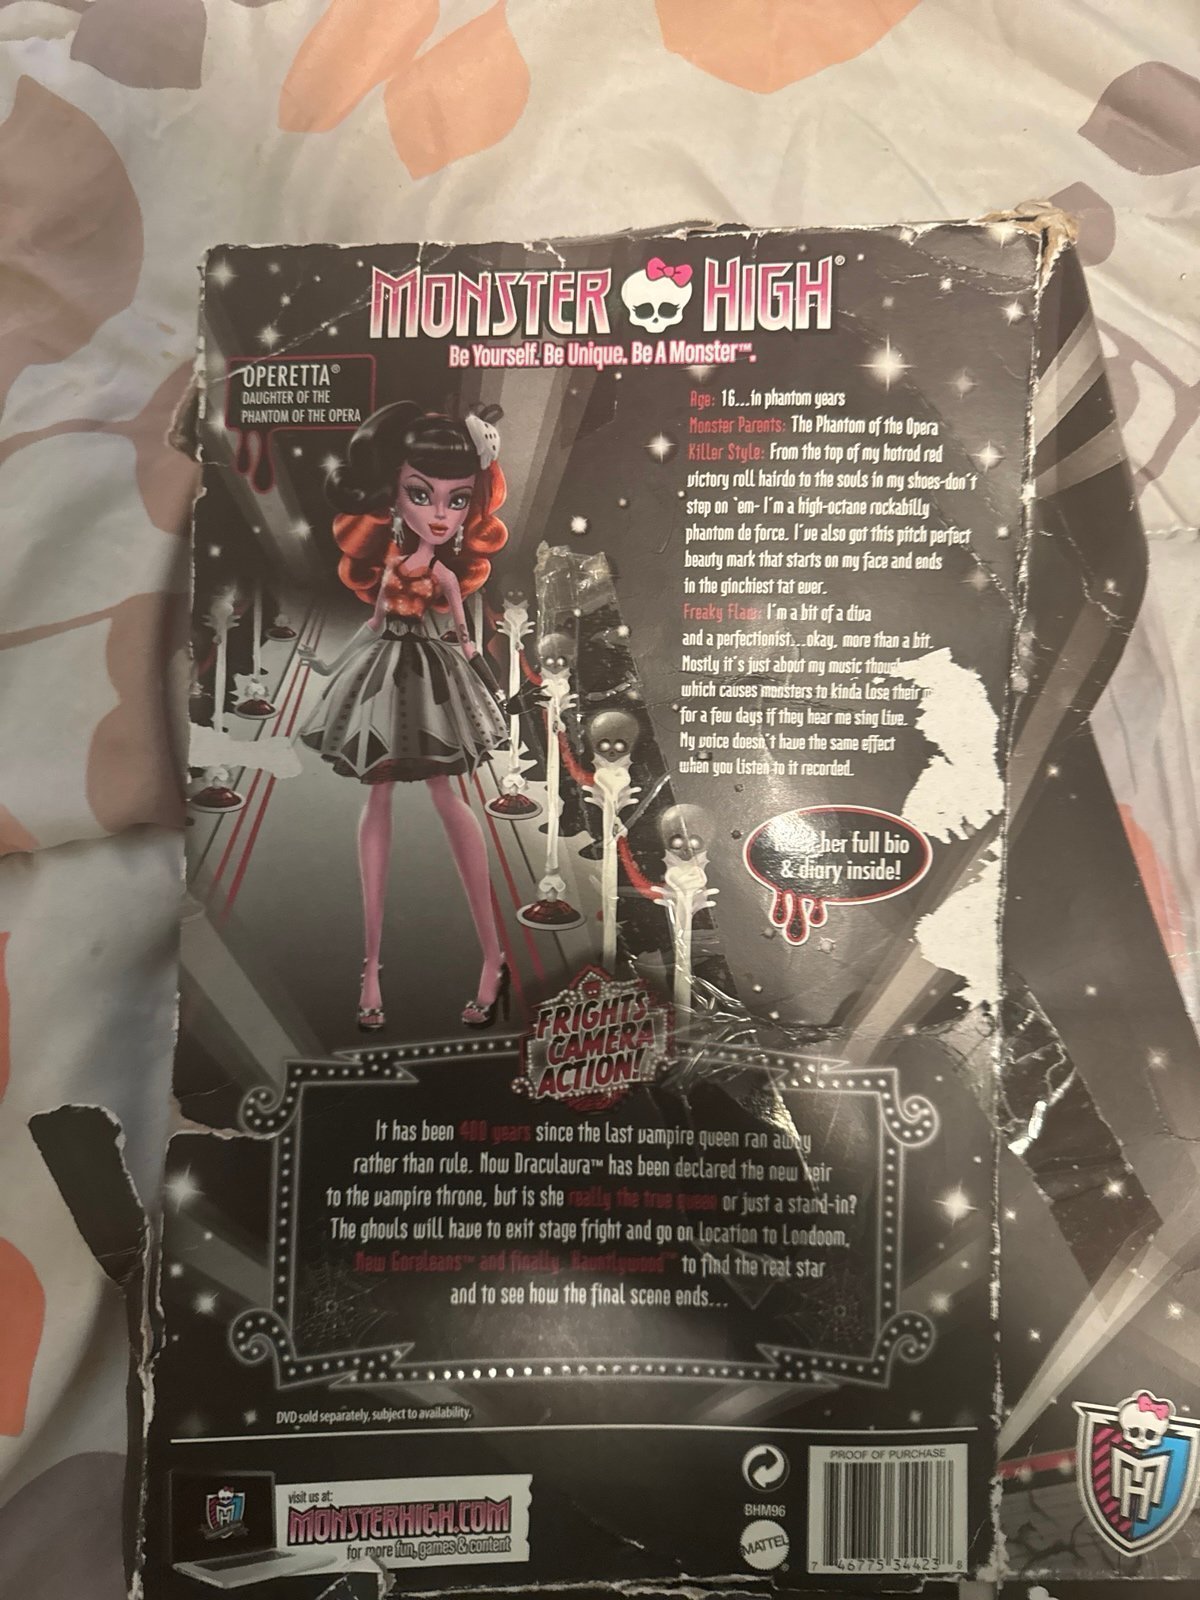 MONSTER HIGH®
Be Yourself. Be Unique. Be A Monster™.
OPERETTA®
DAUGHTER OF THE
PHANTOM OF THE OPERA
Age: 16...in phantom years
Monster Parents: The Phantom of the Opera
Killer Style: From the top of my hotrod red
victory roll hairdo to the souls in my shoes-don't
step on 'em- I'm a high-octane rockabilly
phantom de force. I've also got this pitch perfect
beauty mark that starts on my face and ends
in the ginchiest tat ever.
Freaky Flaw: I'm a bit of a diva
and a perfectionist...okay, more than a bit.
Mostly it's just about my music though
which causes monsters to kinda lose their
for a few days if they hear me sing live.
My voice doesn't have the same effect
when you listen to it recorded.
her full bio
& diary inside!
FRIGHTS
CAMERA
ACTION!
It has been 400 years since the last vampire queen ran away
rather than rule. Now Draculaura™ has been declared the new heir
to the vampire throne, but is she really the true queen or just a stand-in?
The ghouls will have to exit stage fright and go on location to Londoom,
New Goreleans™ and finally, Hauntlywood™ to find the real star
and to see how the final scene ends...
DVD sold separately, subject to availability.
visit us at:
MONSTERHIGH.COM
for more fun, games & content
BHM96
MATTEL
PROOF OF PURCHASE
7 46775 34423 8
MH